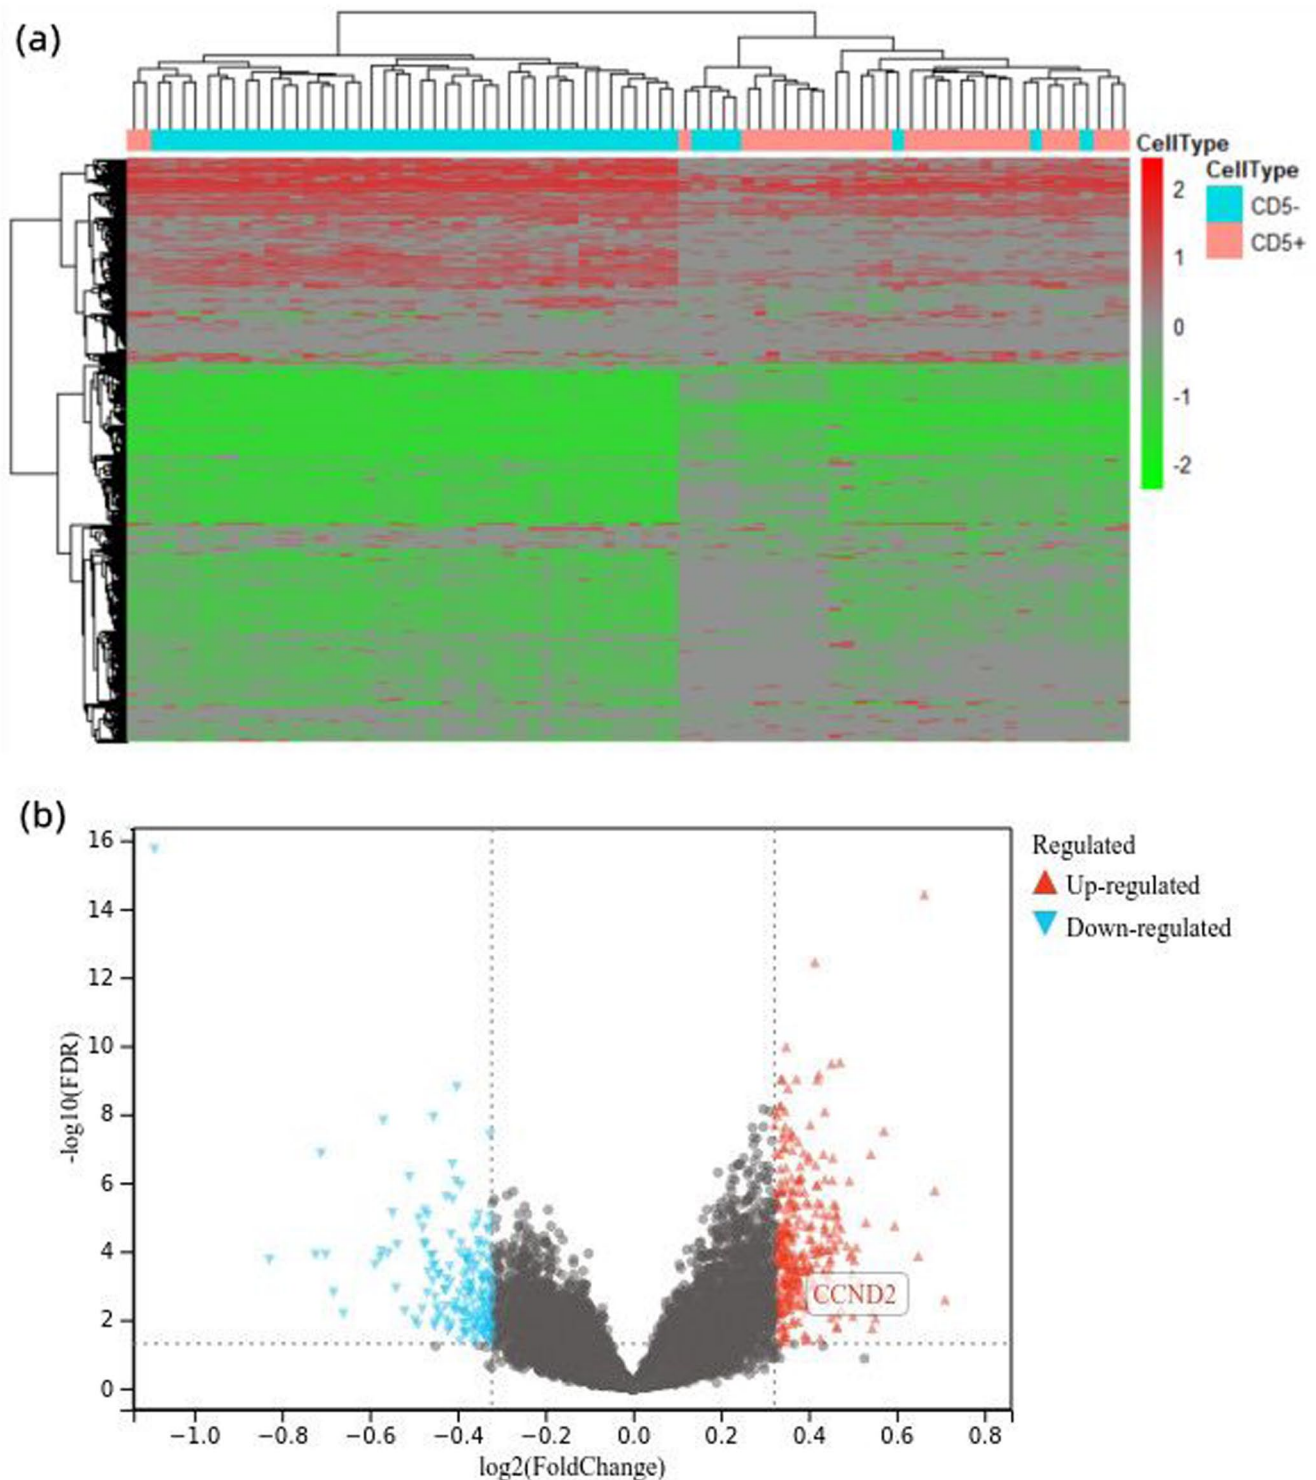 (a)
CellType
CellType
2
CD5-
CD5+
1
0
-1
-2
(b)
Regulated
Up-regulated
Down-regulated
16
14
12
10
8
6
4
2
0
-log10(FDR)
CCND2
−1.0 −0.8 −0.6 −0.4 −0.2 0.0 0.2 0.4 0.6 0.8
log2(FoldChange)